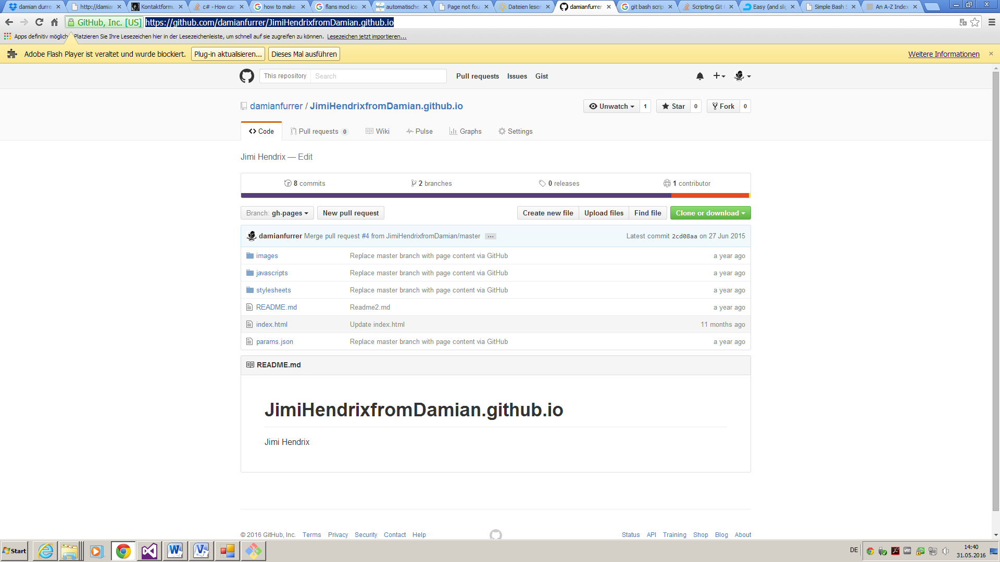 damian durre
http://damia
Kontaktformu
c# - How can
how to make
flans mod ico
automatische
Page not fou
Dateien leser
damianfurrer
git bash scrip
Scripting Git
Easy (and sli
Simple Bash S
An A-Z Index
GitHub, Inc. [US] https://github.com/damianfurrer/JimiHendrixfromDamian.github.io
Apps definitiv möglich Platzieren Sie Ihre Lesezeichen hier in der Lesezeichenleiste, um schnell auf sie zugreifen zu können. Lesezeichen jetzt importieren...
Adobe Flash Player ist veraltet und wurde blockiert. Plug-in aktualisieren... Dieses Mal ausführen Weitere Informationen
This repository Search Pull requests Issues Gist
damianfurrer / JimiHendrixfromDamian.github.io Unwatch 1 Star 0 Fork 0
Code Pull requests 0 Wiki Pulse Graphs Settings
Jimi Hendrix — Edit
8 commits 2 branches 0 releases 1 contributor
Branch: gh-pages New pull request Create new file Upload files Find file Clone or download
damianfurrer Merge pull request #4 from JimiHendrixfromDamian/master ... Latest commit 2cd08aa on 27 Jun 2015
images Replace master branch with page content via GitHub a year ago
javascripts Replace master branch with page content via GitHub a year ago
stylesheets Replace master branch with page content via GitHub a year ago
README.md Readme2.md a year ago
index.html Update index.html 11 months ago
params.json Replace master branch with page content via GitHub a year ago
README.md
JimiHendrixfromDamian.github.io
Jimi Hendrix
© 2016 GitHub, Inc. Terms Privacy Security Contact Help Status API Training Shop Blog About
Start DE 14:40
31.05.2016